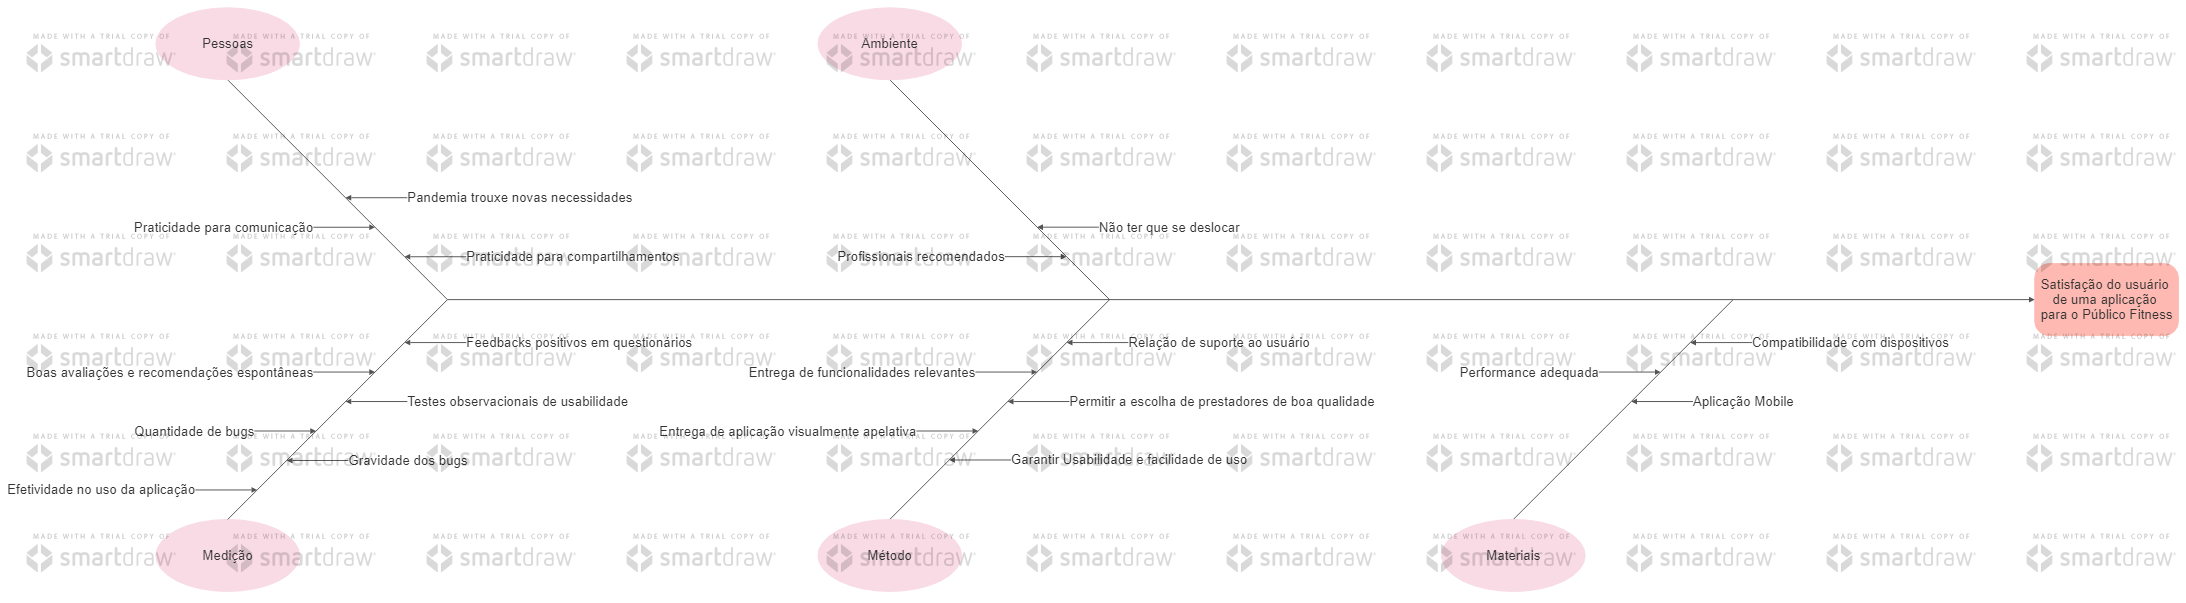 Pessoas
Ambiente
Pandemia trouxe novas necessidades
Praticidade para comunicação
Praticidade para compartilhamentos
Não ter que se deslocar
Profissionais recomendados
Satisfação do usuário
de uma aplicação
para o Público Fitness
Feedbacks positivos em questionários
Boas avaliações e recomendações espontâneas
Testes observacionais de usabilidade
Quantidade de bugs
Gravidade dos bugs
Efetividade no uso da aplicação
Medição
Relação de suporte ao usuário
Entrega de funcionalidades relevantes
Permitir a escolha de prestadores de boa qualidade
Entrega de aplicação visualmente apelativa
Garantir Usabilidade e facilidade de uso
Método
Compatibilidade com dispositivos
Performance adequada
Aplicação Mobile
Materiais
MADE WITH A TRIAL COPY OF
smartdraw